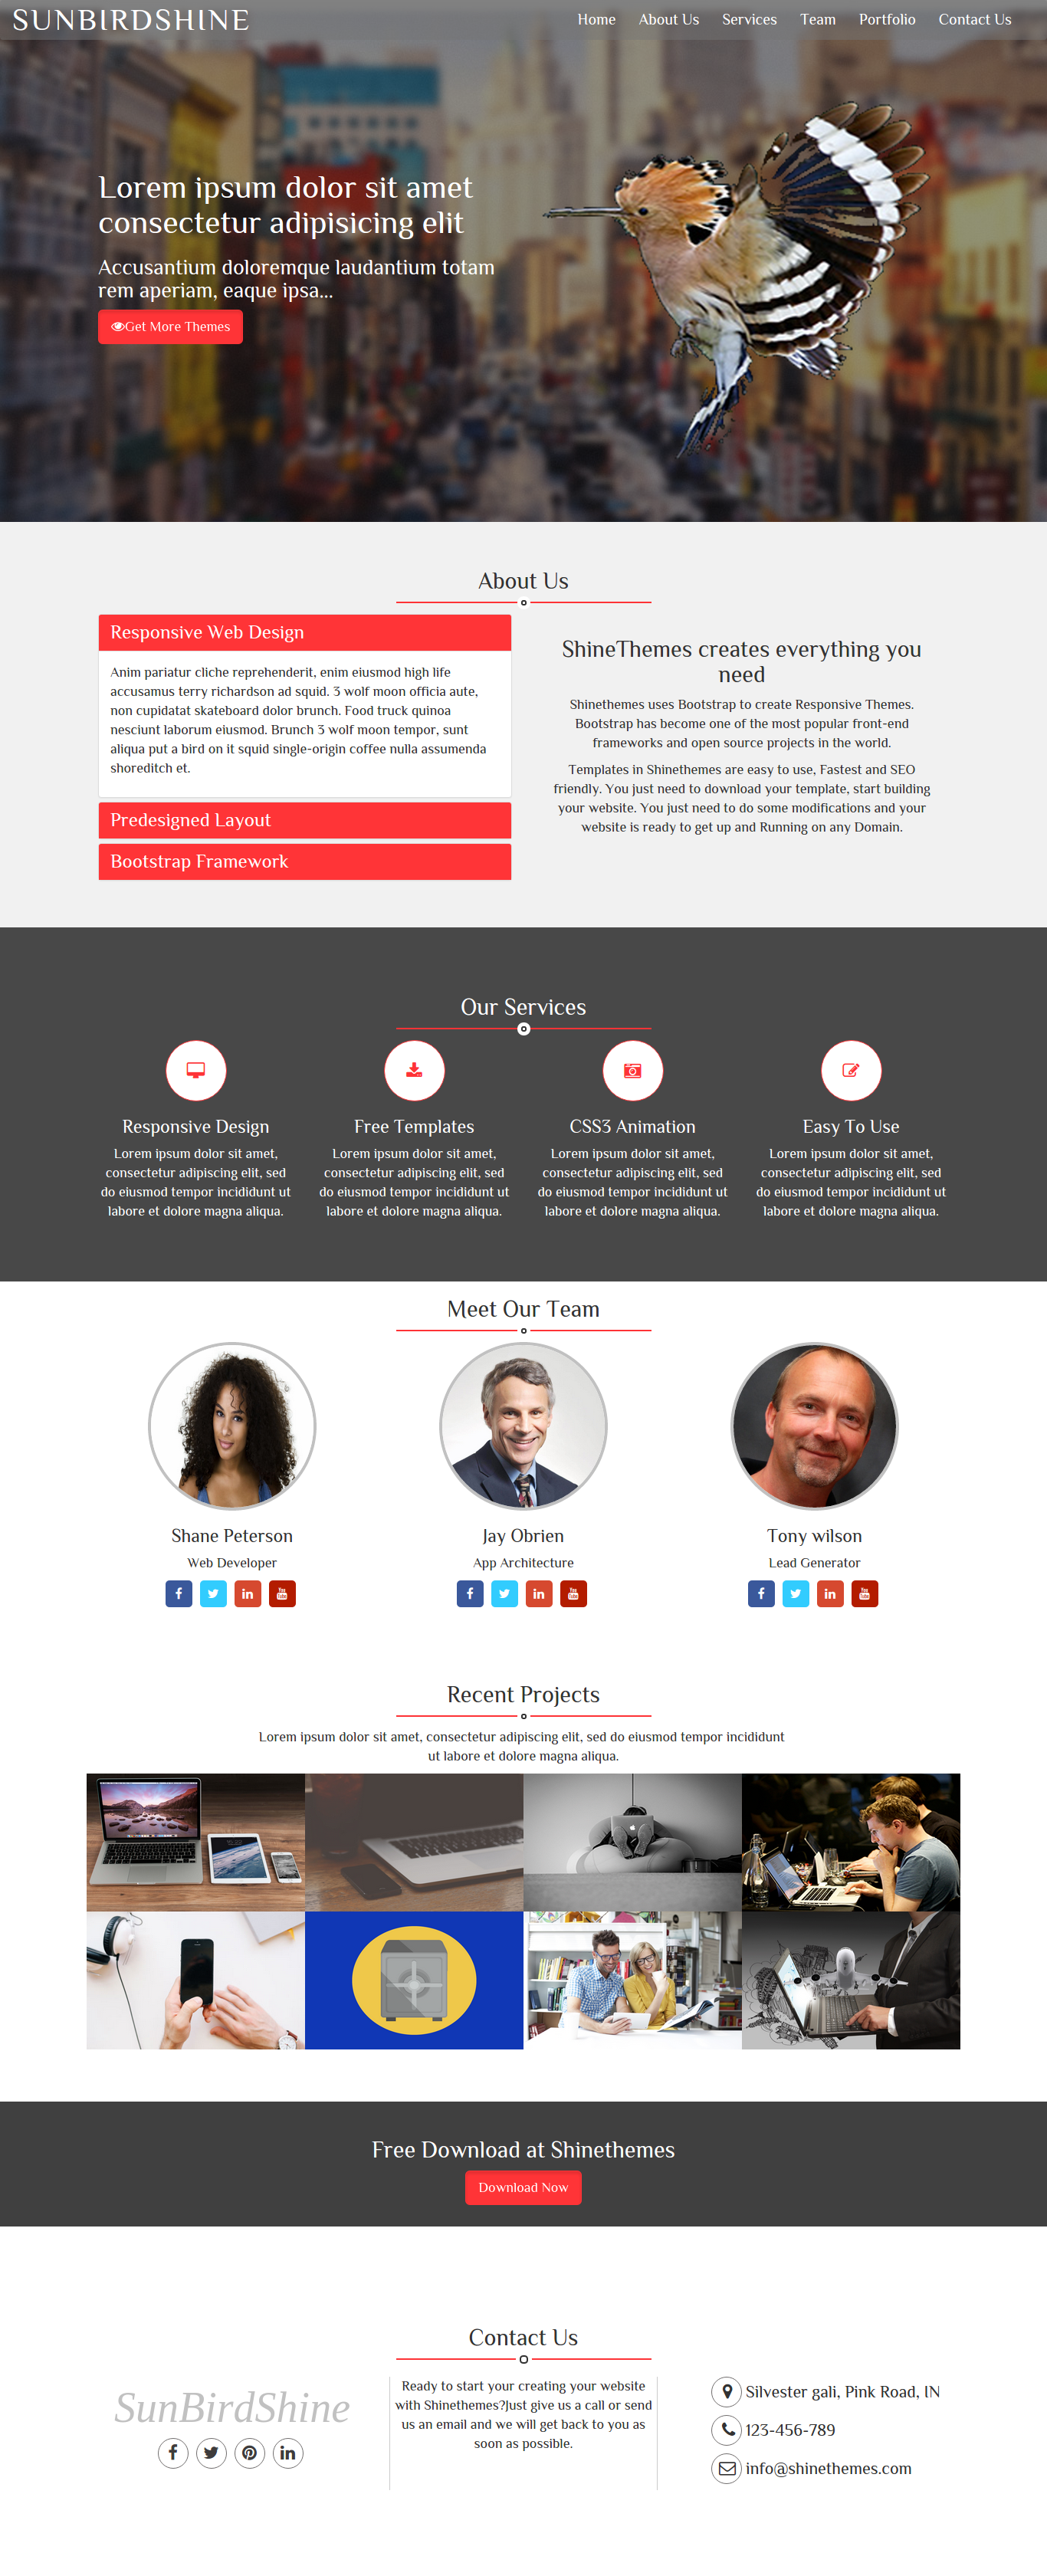 SUNBIRDSHINE
Home About Us Services Team Portfolio Contact Us
Lorem ipsum dolor sit amet
consectetur adipisicing elit
Accusantium doloremque laudantium totam
rem aperiam, eaque ipsa...
Get More Themes
About Us
Responsive Web Design
Anim pariatur cliche reprehenderit, enim eiusmod high life
accusamus terry richardson ad squid. 3 wolf moon officia aute,
non cupidatat skateboard dolor brunch. Food truck quinoa
nesciunt laborum eiusmod. Brunch 3 wolf moon tempor, sunt
aliqua put a bird on it squid single-origin coffee nulla assumenda
shoreditch et.
Predesigned Layout
Bootstrap Framework
ShineThemes creates everything you
need
Shinethemes uses Bootstrap to create Responsive Themes.
Bootstrap has become one of the most popular front-end
frameworks and open source projects in the world.
Templates in Shinethemes are easy to use, Fastest and SEO
friendly. You just need to download your template, start building
your website. You just need to do some modifications and your
website is ready to get up and Running on any Domain.
Our Services
Responsive Design
Lorem ipsum dolor sit amet,
consectetur adipiscing elit, sed
do eiusmod tempor incididunt ut
labore et dolore magna aliqua.
Free Templates
Lorem ipsum dolor sit amet,
consectetur adipiscing elit, sed
do eiusmod tempor incididunt ut
labore et dolore magna aliqua.
CSS3 Animation
Lorem ipsum dolor sit amet,
consectetur adipiscing elit, sed
do eiusmod tempor incididunt ut
labore et dolore magna aliqua.
Easy To Use
Lorem ipsum dolor sit amet,
consectetur adipiscing elit, sed
do eiusmod tempor incididunt ut
labore et dolore magna aliqua.
Meet Our Team
Shane Peterson
Web Developer
Jay Obrien
App Architecture
Tony wilson
Lead Generator
Recent Projects
Lorem ipsum dolor sit amet, consectetur adipiscing elit, sed do eiusmod tempor incididunt
ut labore et dolore magna aliqua.
Free Download at Shinethemes
Download Now
Contact Us
SunBirdShine
Ready to start your creating your website
with Shinethemes?Just give us a call or send
us an email and we will get back to you as
soon as possible.
Silvester gali, Pink Road, IN
123-456-789
info@shinethemes.com